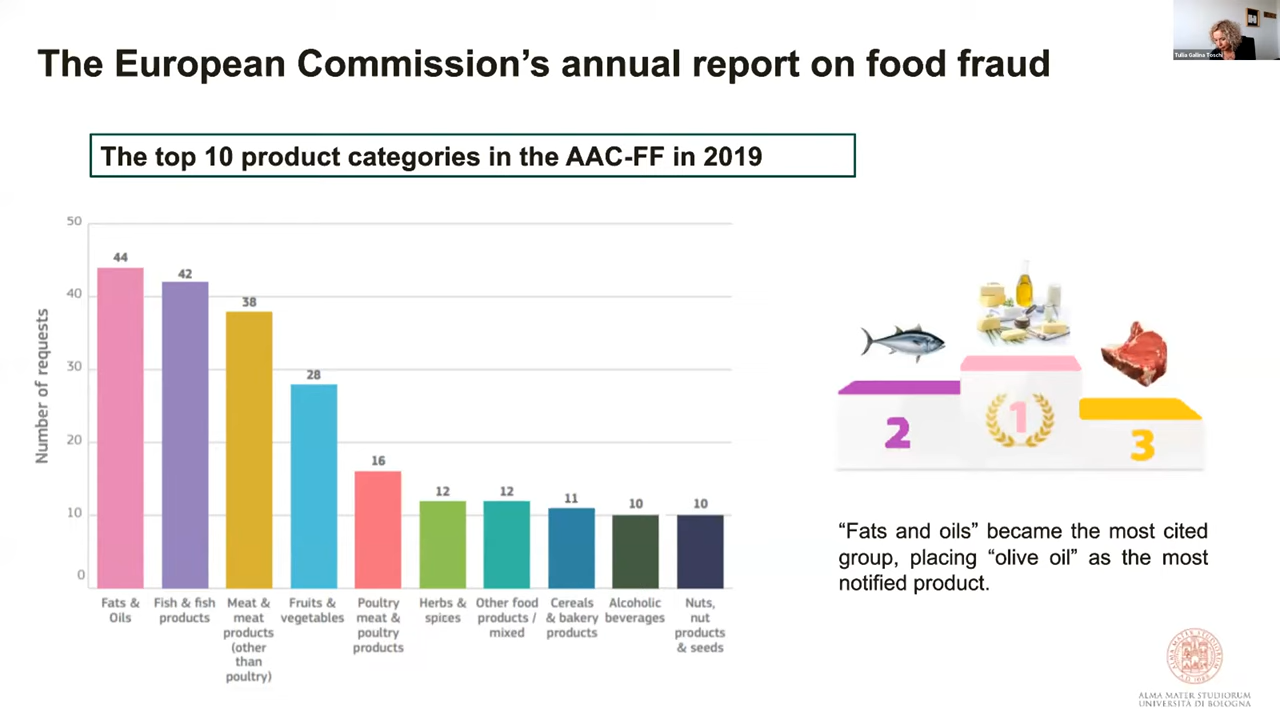 The European Commission’s annual report on food fraud
Tullia Gallina Toschi
The top 10 product categories in the AAC-FF in 2019
Number of requests
50
40
30
20
10
0
44
42
38
28
16
12
12
11
10
10
Fats &
Oils
Fish & fish
products
Meat &
meat
products
(other
than
poultry)
Fruits &
vegetables
Poultry
meat &
poultry
products
Herbs &
spices
Other food
products /
mixed
Cereals
& bakery
products
Alcoholic
beverages
Nuts,
nut
products
& seeds
2
1
3
“Fats and oils” became the most cited
group, placing “olive oil” as the most
notified product.
ALMA MATER STUDIORUM
UNIVERSITÀ DI BOLOGNA